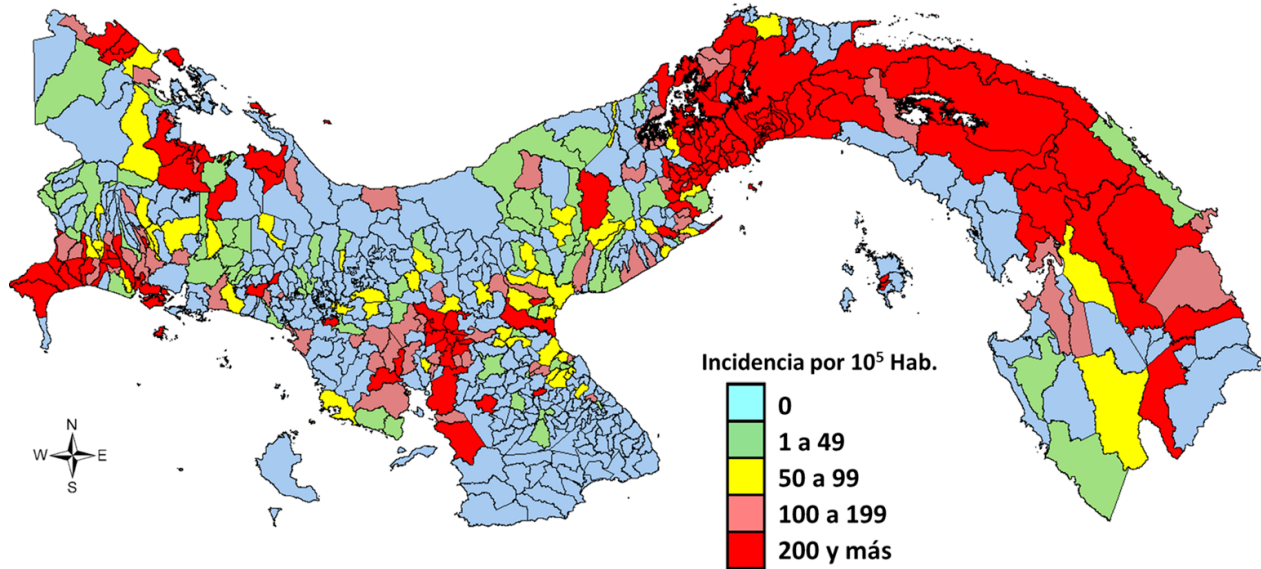 Incidencia por 10⁵ Hab.
0
1 a 49
50 a 99
100 a 199
200 y más
N
W E
S